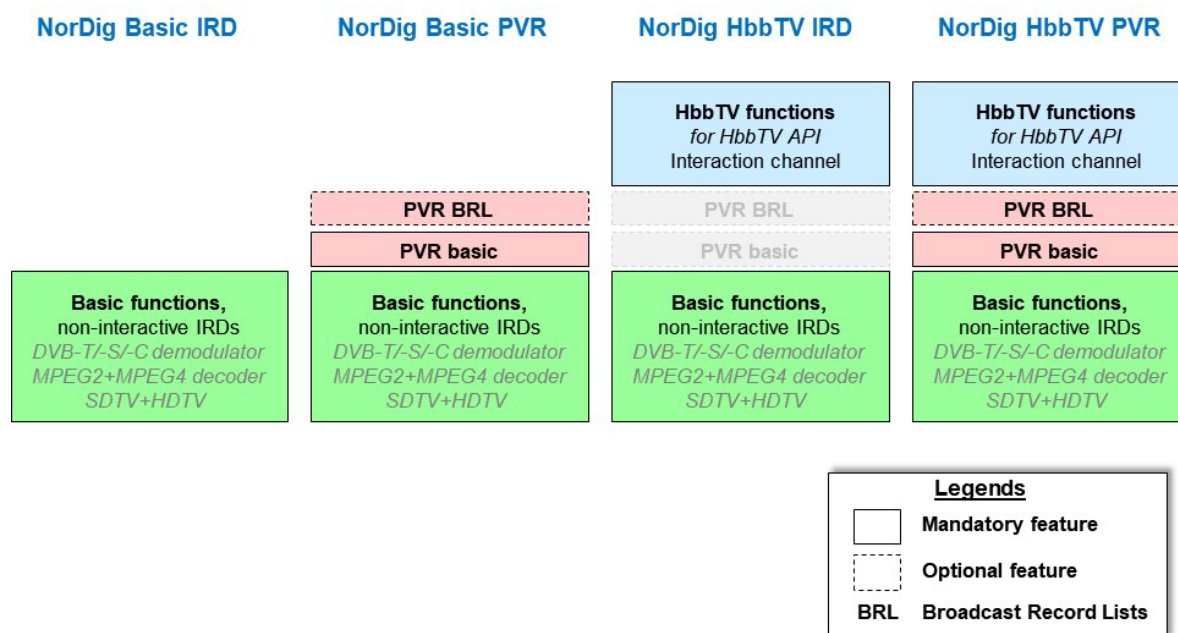 NorDig Basic IRD
NorDig Basic PVR
NorDig HbbTV IRD
NorDig HbbTV PVR
HbbTV functions
for HbbTV API
Interaction channel
HbbTV functions
for HbbTV API
Interaction channel
PVR BRL
PVR BRL
PVR BRL
PVR basic
PVR basic
PVR basic
Basic functions,
non-interactive IRDs
DVB-T/-S/-C demodulator
MPEG2+MPEG4 decoder
SDTV+HDTV
Basic functions,
non-interactive IRDs
DVB-T/-S/-C demodulator
MPEG2+MPEG4 decoder
SDTV+HDTV
Basic functions,
non-interactive IRDs
DVB-T/-S/-C demodulator
MPEG2+MPEG4 decoder
SDTV+HDTV
Basic functions,
non-interactive IRDs
DVB-T/-S/-C demodulator
MPEG2+MPEG4 decoder
SDTV+HDTV
Legends
Mandatory feature
Optional feature
BRL Broadcast Record Lists